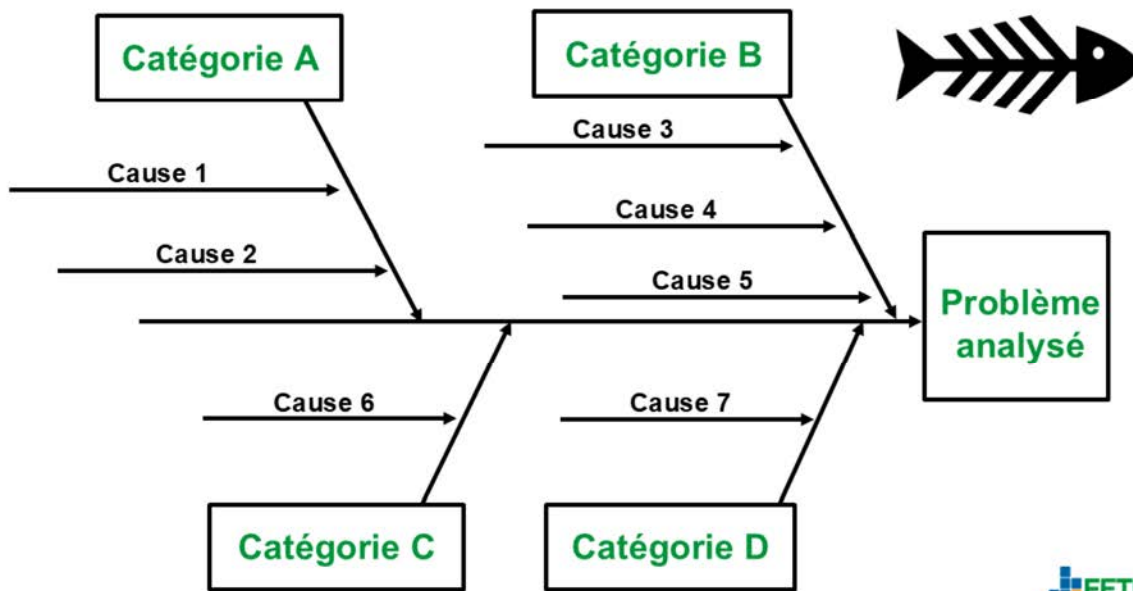 Catégorie A
Catégorie B
Cause 3
Cause 1
Cause 4
Cause 2
Cause 5
Problème
analysé
Cause 6
Cause 7
Catégorie C
Catégorie D